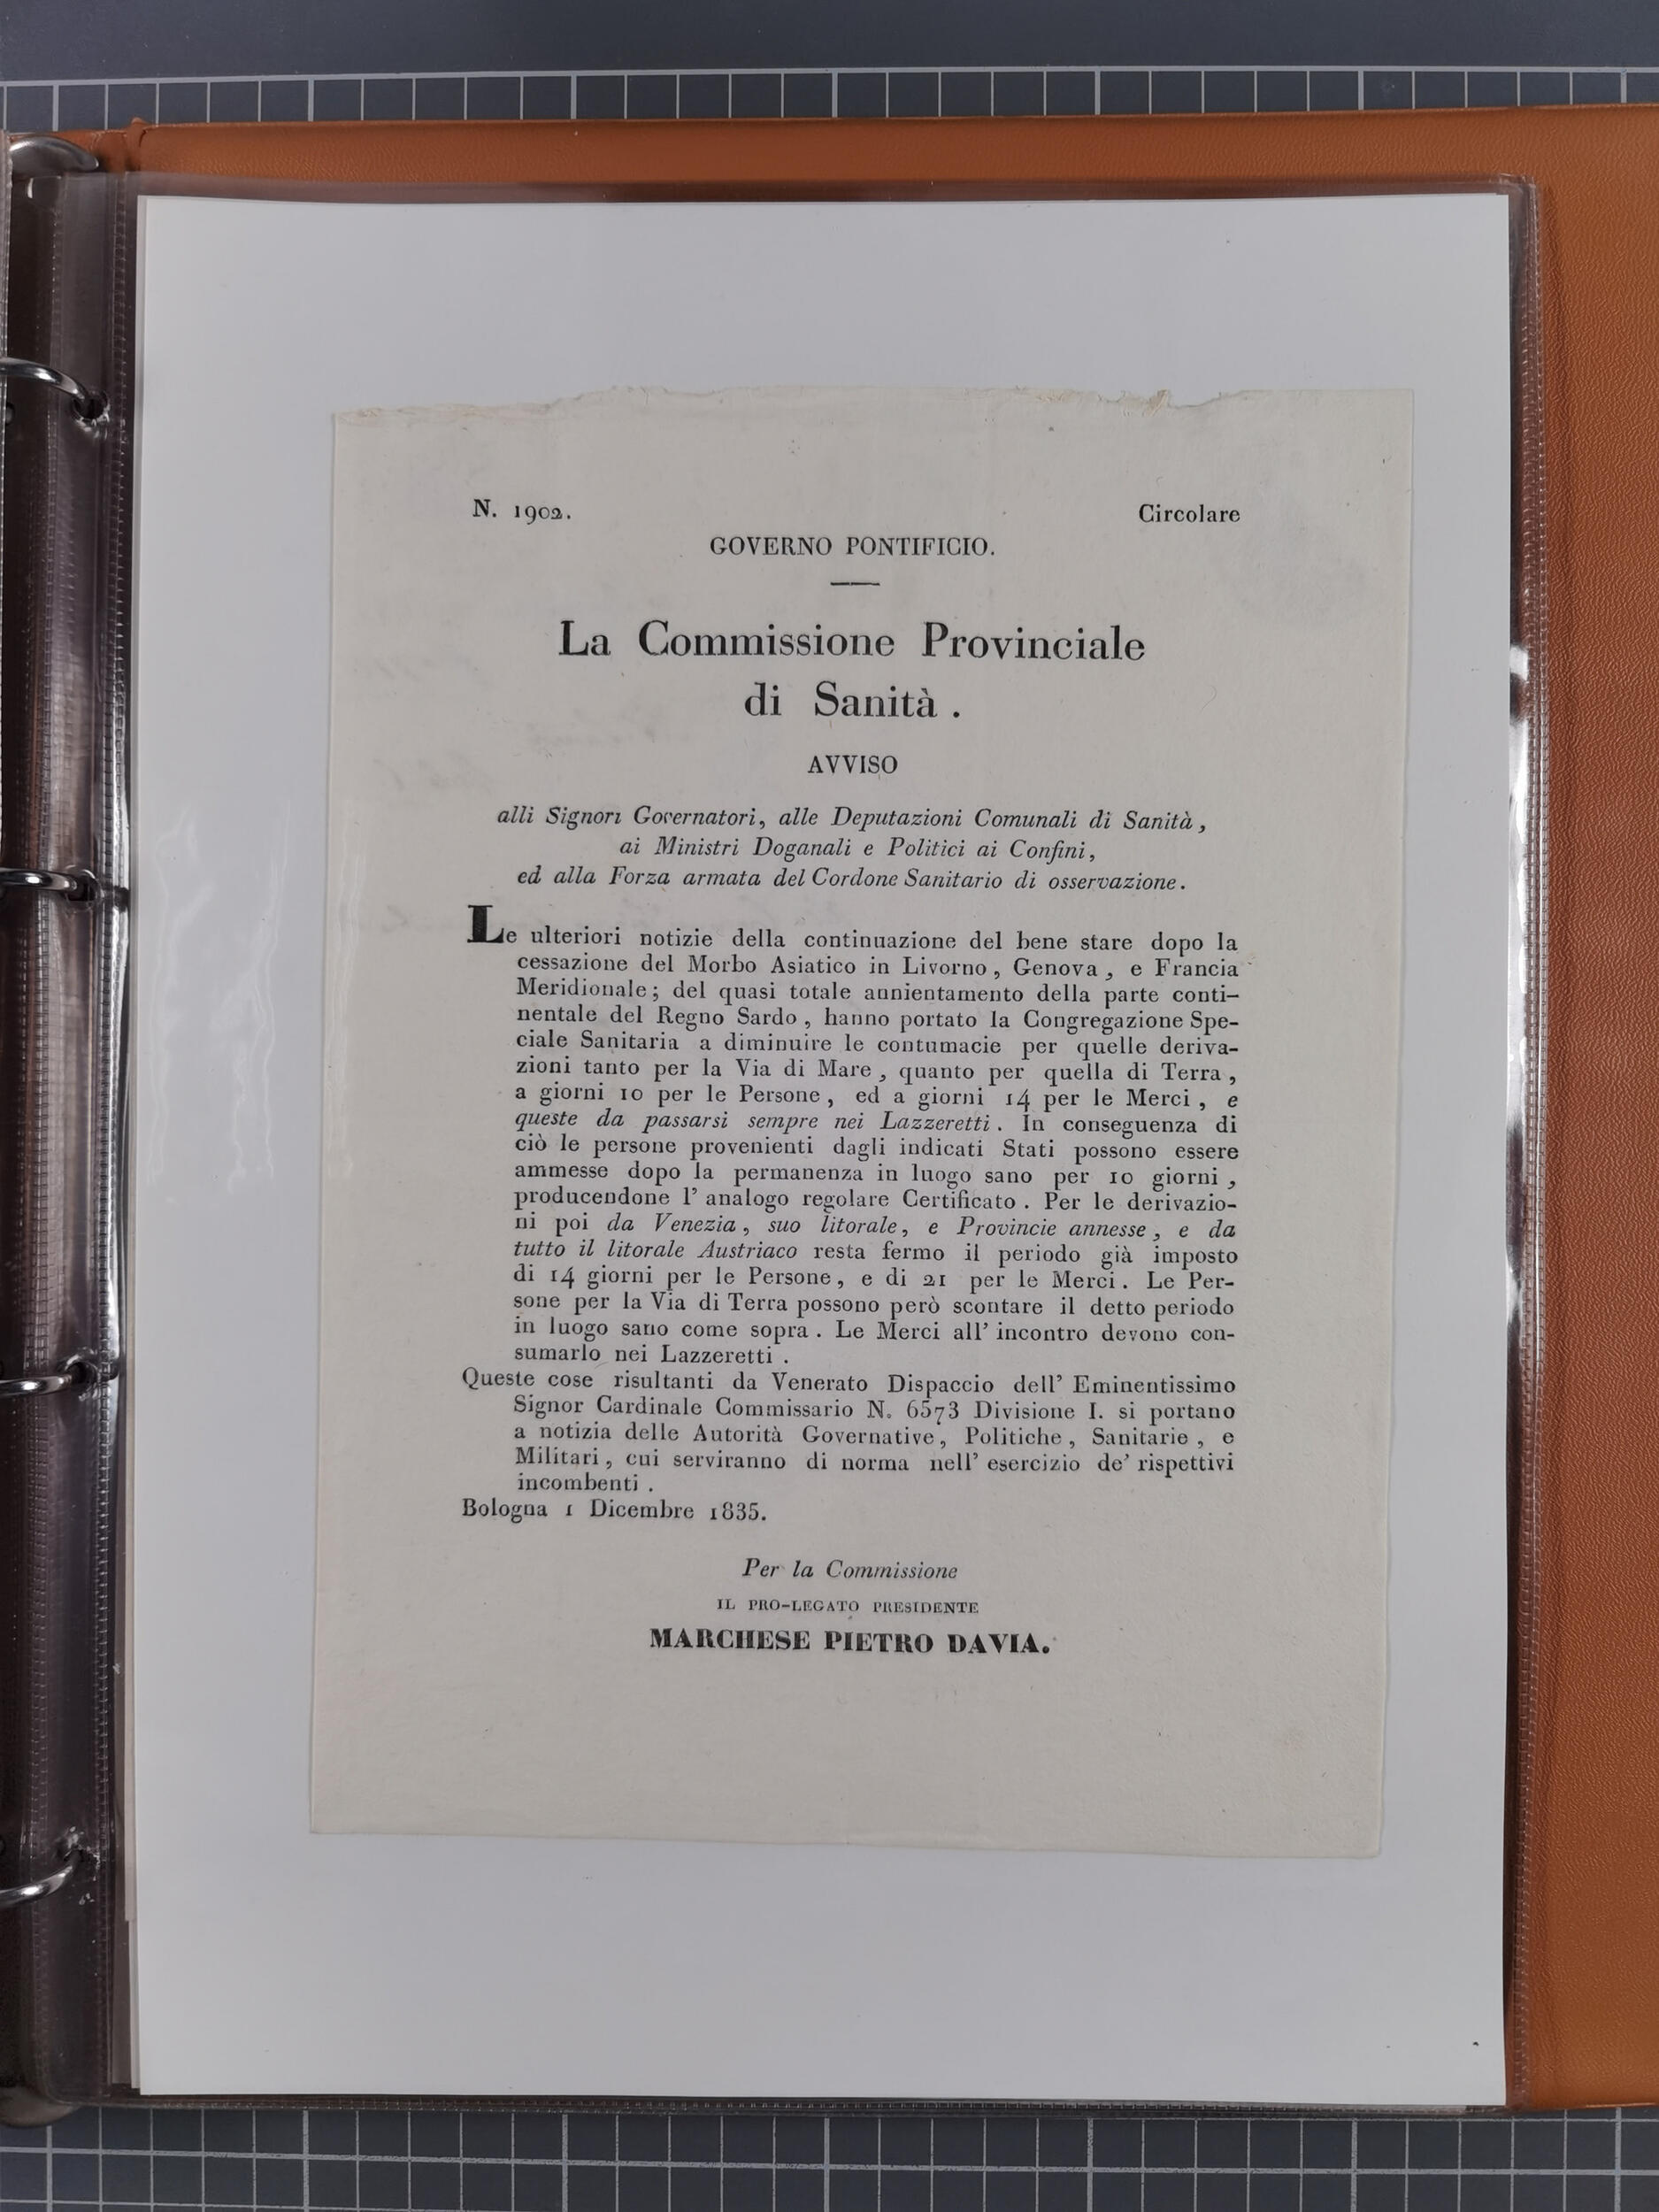 N. 1902.
Circolare
GOVERNO PONTIFICIO.
La Commissione Provinciale
di Sanità .
AVVISO
alli Signori Governatori, alle Deputazioni Comunali di Sanità ,
ai Ministri Doganali e Politici ai Confini ,
ed alla Forza armata del Cordone Sanitario di osservazione .
Le ulteriori notizie della continuazione del bene stare dopo la
cessazione del Morbo Asiatico in Livorno , Genova , e Francia
Meridionale ; del quasi totale annientamento della parte conti-
nentale del Regno Sardo , hanno portato la Congregazione Spe-
ciale Sanitaria a diminuire le contumacie per quelle deriva-
zioni tanto per la Via di Mare , quanto per quella di Terra ,
a giorni 10 per le Persone , ed a giorni 14 per le Merci , e
queste da passarsi sempre nei Lazzeretti . In conseguenza di
ciò le persone provenienti dagli indicati Stati possono essere
ammesse dopo la permanenza in luogo sano per 10 giorni ,
producendone l' analogo regolare Certificato . Per le derivazio-
ni poi da Venezia , suo litorale , e Provincie annesse , e da
tutto il litorale Austriaco resta fermo il periodo già imposto
di 14 giorni per le Persone , e di 21 per le Merci . Le Per-
sone per la Via di Terra possono però scontare il detto periodo
in luogo sano come sopra . Le Merci all' incontro devono con-
sumarlo nei Lazzeretti .
Queste cose risultanti da Venerato Dispaccio dell' Eminentissimo
Signor Cardinale Commissario N. 6573 Divisione I. si portano
a notizia delle Autorità Governative , Politiche , Sanitarie , e
Militari , cui serviranno di norma nell' esercizio de' rispettivi
incombenti .
Bologna 1 Dicembre 1835.
Per la Commissione
IL PRO-LEGATO PRESIDENTE
MARCHESE PIETRO DAVIA.